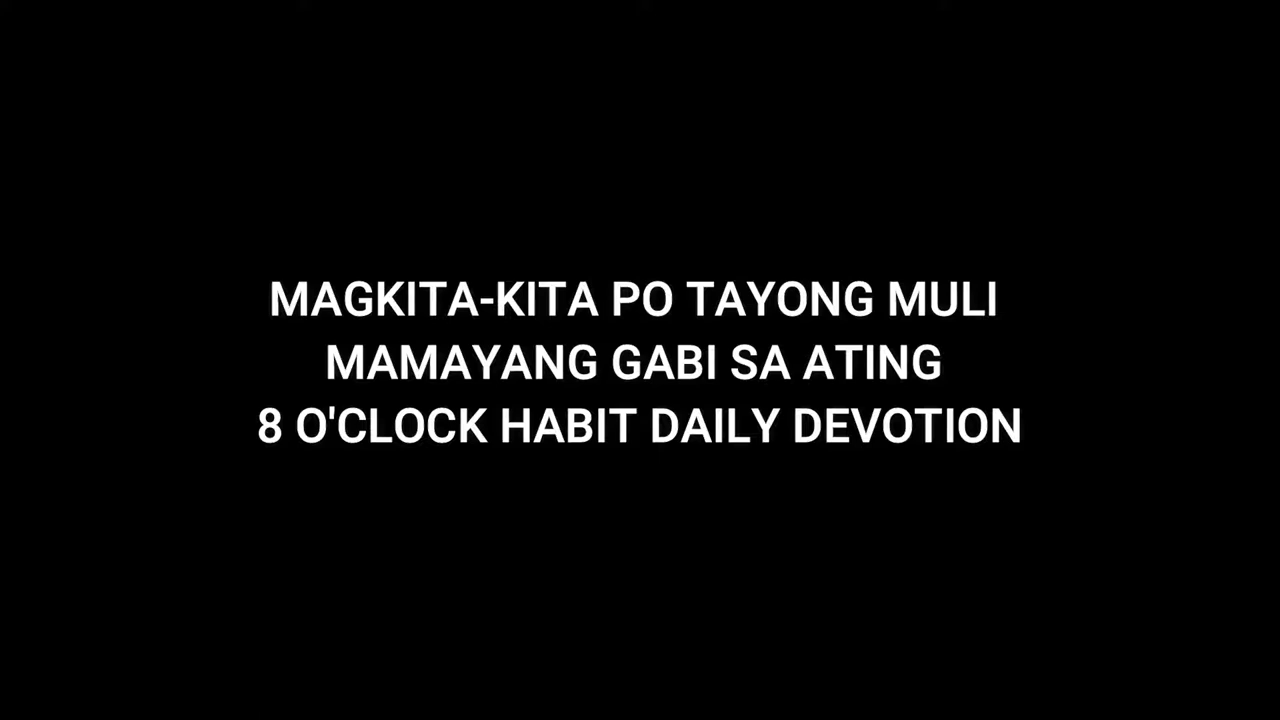 MAGKITA-KITA PO TAYONG MULI
MAMAYANG GABI SA ATING
8 O'CLOCK HABIT DAILY DEVOTION